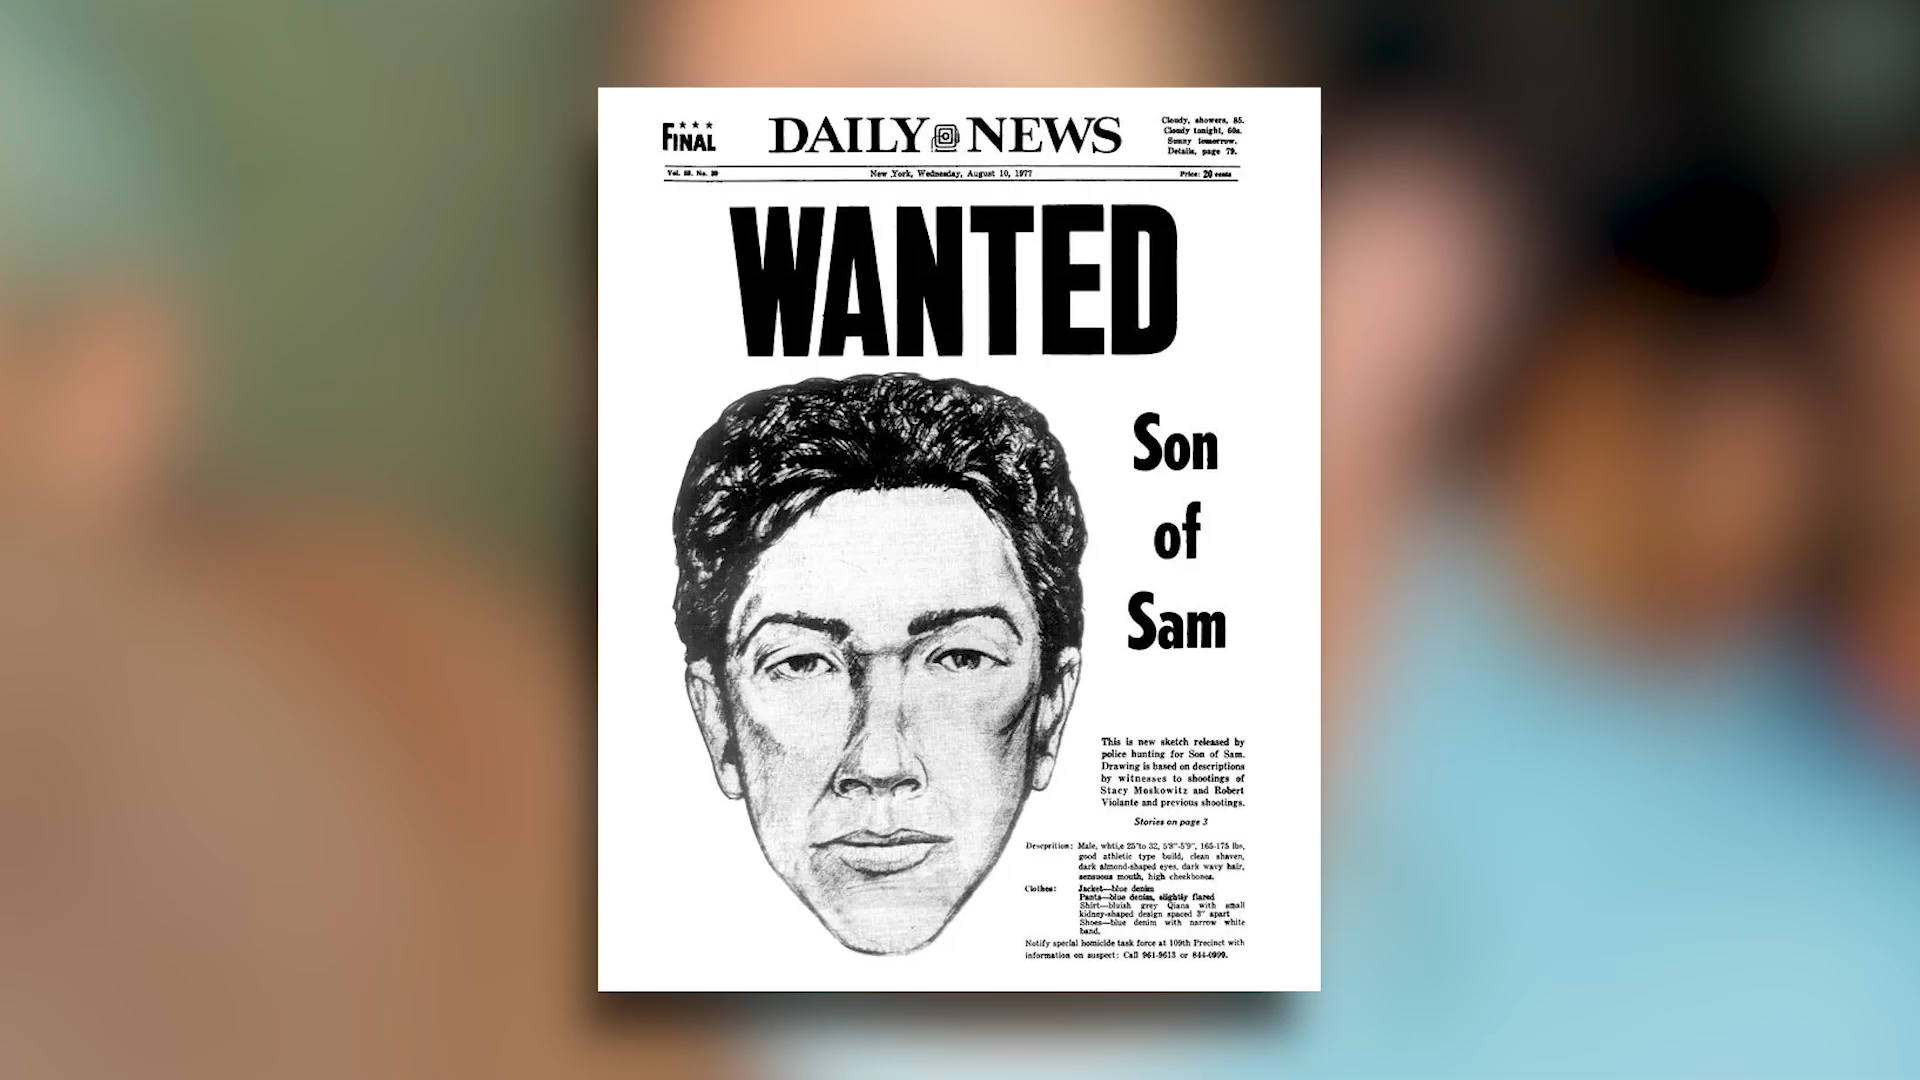 ★★★
FINAL
DAILY NEWS
Cloudy, showers, 85.
Cloudy tonight, 60s.
Sunny tomorrow.
Details, page 79.
Vol. No.
New York, Wednesday, August 10, 1977
Price: 20 cents
WANTED
Son
of
Sam
This is new sketch released by
police hunting for Son of Sam.
Drawing is based on descriptions
by witnesses to shootings of
Stacy Moskowitz and Robert
Violante and previous shootings.
Stories on page 3
Male, whti,e 25 to 32, 5'8"-5'9", 165-175 lbs,
good athletic type build, clean shaven,
dark almond-shaped eyes, dark wavy hair,
sensuous mouth, high cheekbones.
Clothes: Jacket—blue denim
Pants—blue denim, slightly flared
Shirt—bluish grey Qiana with small
kidney-shaped design spaced 3" apart
Shoes—blue denim with narrow white
band.
Notify special homicide task force at 109th Precinct with
information on suspect: Call 961-9613 or 844-0999.